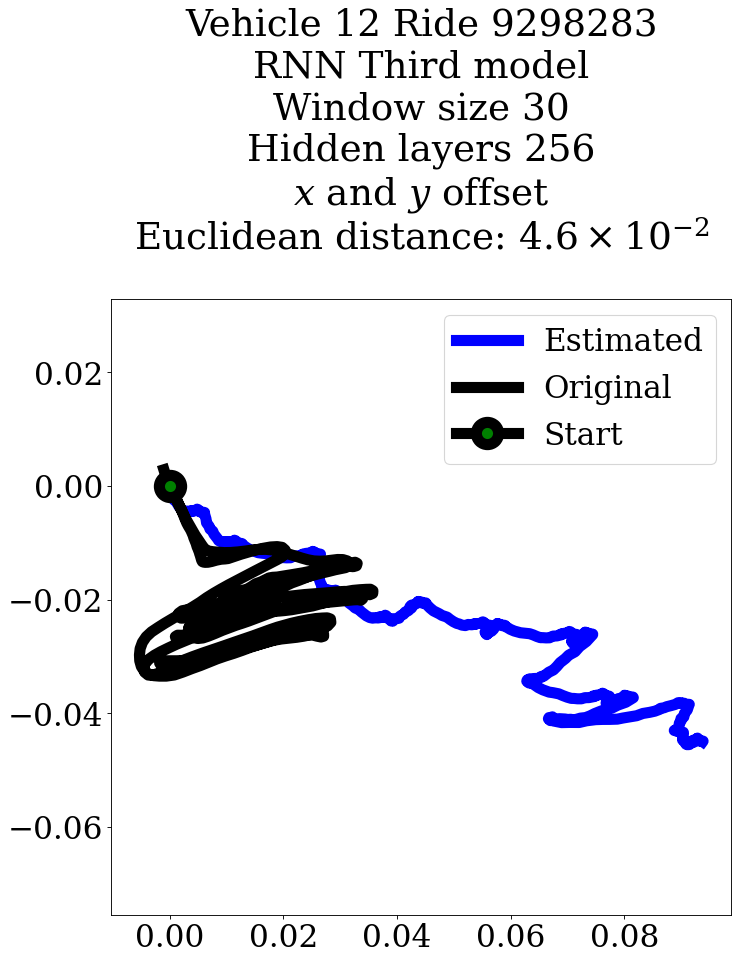 Vehicle 12 Ride 9298283
RNN Third model
Window size 30
Hidden layers 256
x and y offset
Euclidean distance: 4.6 × 10⁻²
Estimated
Original
Start
0.02
0.00
−0.02
−0.04
−0.06
0.00 0.02 0.04 0.06 0.08